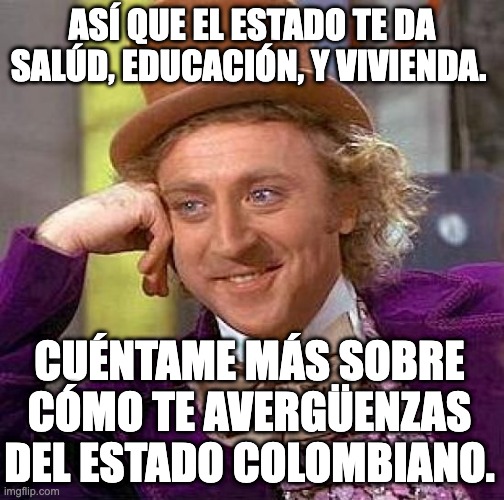 ASÍ QUE EL ESTADO TE DA
SALÚD, EDUCACIÓN, Y VIVIENDA.
CUÉNTAME MÁS SOBRE
CÓMO TE AVERGÜENZAS
DEL ESTADO COLOMBIANO.
imgflip.com